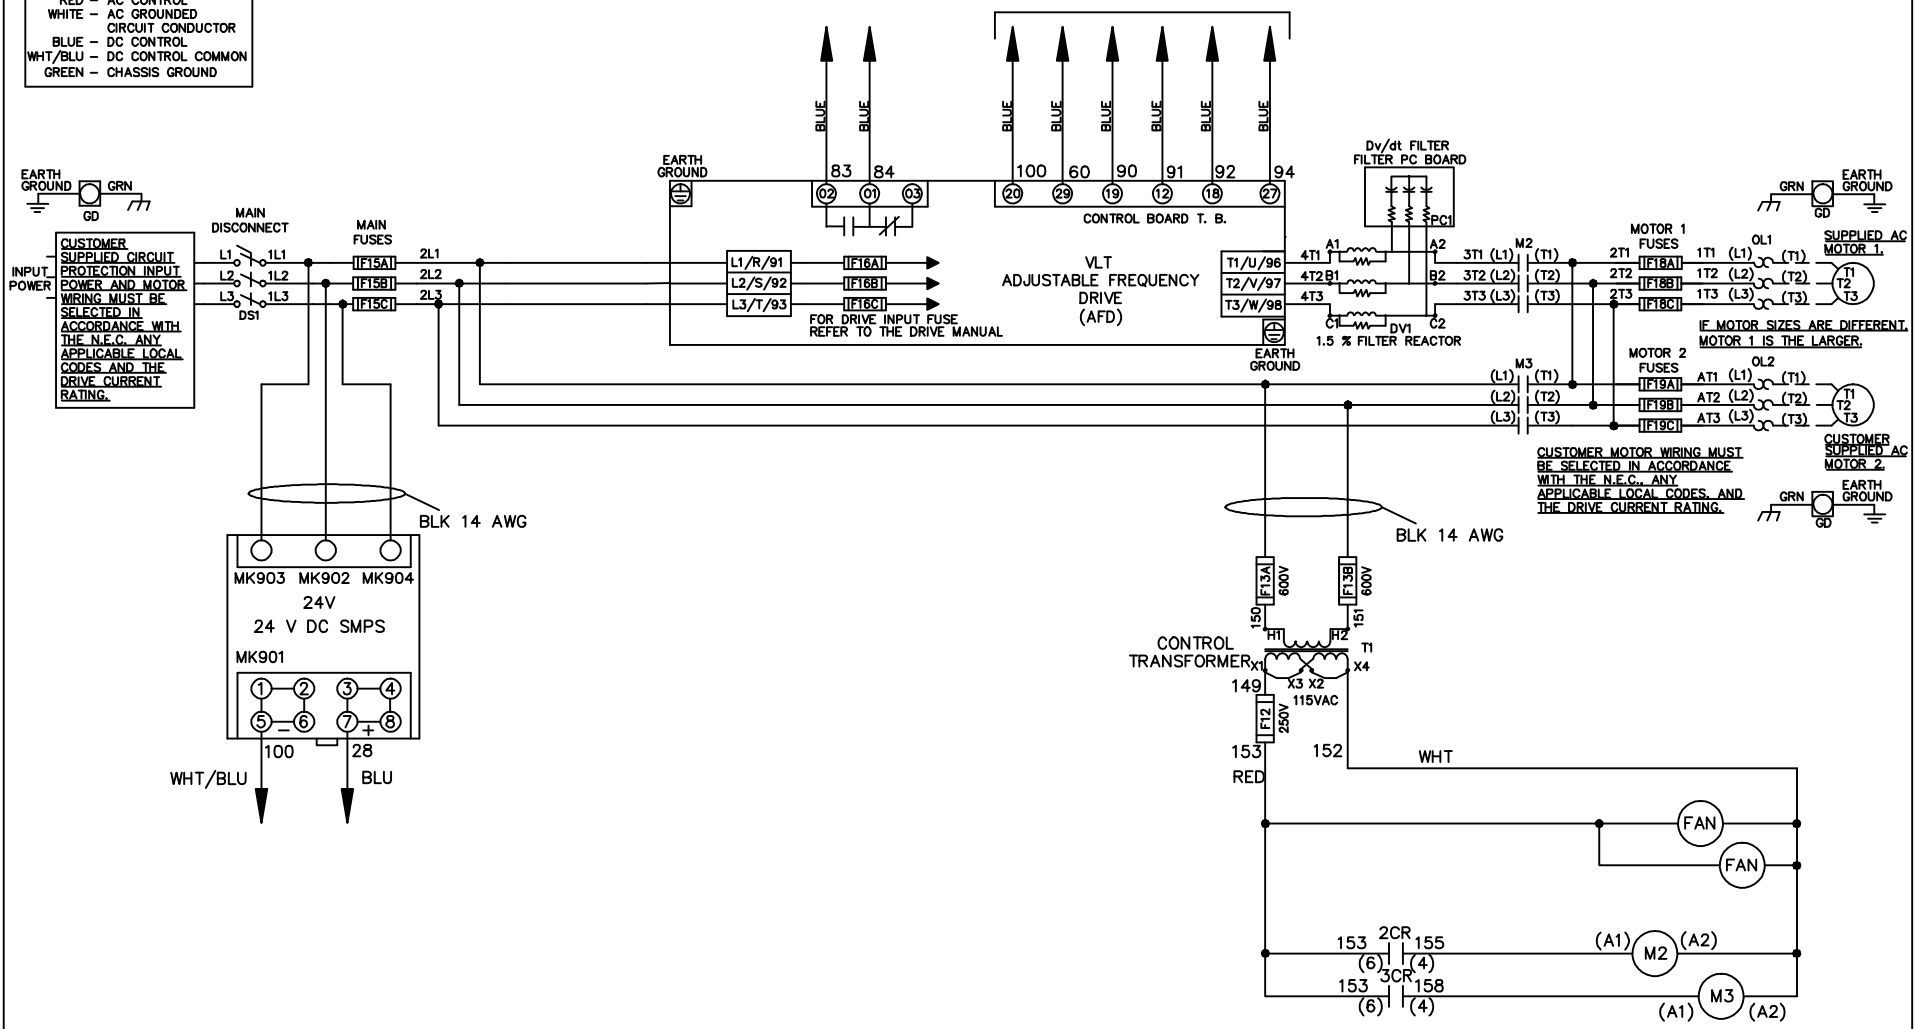 RED - AC CONTROL
WHITE - AC GROUNDED
CIRCUIT CONDUCTOR
BLUE - DC CONTROL
WHT/BLU - DC CONTROL COMMON
GREEN - CHASSIS GROUND
BLUE
BLUE
BLUE
BLUE
BLUE
BLUE
BLUE
BLUE
EARTH
GROUND
GRN
GD
EARTH
GROUND
83
84
100
60
90
91
92
94
02
01
03
20
29
19
12
18
27
CONTROL BOARD T. B.
Dv/dt FILTER
FILTER PC BOARD
PC1
GRN
EARTH
GROUND
GD
MAIN
DISCONNECT
MAIN
FUSES
INPUT
POWER
CUSTOMER
SUPPLIED CIRCUIT
PROTECTION INPUT
POWER AND MOTOR
WIRING MUST BE
SELECTED IN
ACCORDANCE WITH
THE N.E.C. ANY
APPLICABLE LOCAL
CODES AND THE
DRIVE CURRENT
RATING.
L1
1L1
F15A
2L1
L2
1L2
F15B
2L2
L3
1L3
F15C
2L3
DS1
L1/R/91
F16A
L2/S/92
F16B
L3/T/93
F16C
FOR DRIVE INPUT FUSE
REFER TO THE DRIVE MANUAL
VLT
ADJUSTABLE FREQUENCY
DRIVE
(AFD)
T1/U/96
T2/V/97
T3/W/98
EARTH
GROUND
4T1
A1
A2
4T2
B1
B2
4T3
C1
C2
DV1
1.5 % FILTER REACTOR
M2
3T1 (L1)
(T1)
3T2 (L2)
(T2)
3T3 (L3)
(T3)
MOTOR 1
FUSES
2T1
F18A
1T1
(L1)
OL1
(T1)
2T2
F18B
1T2
(L2)
(T2)
2T3
F18C
1T3
(L3)
(T3)
SUPPLIED AC
MOTOR 1.
T1
T2
T3
IF MOTOR SIZES ARE DIFFERENT,
MOTOR 1 IS THE LARGER.
M3
(L1)
(T1)
(L2)
(T2)
(L3)
(T3)
MOTOR 2
FUSES
F19A
AT1
(L1)
OL2
(T1)
F19B
AT2
(L2)
(T2)
F19C
AT3
(L3)
(T3)
T1
T2
T3
CUSTOMER
SUPPLIED AC
MOTOR 2.
CUSTOMER MOTOR WIRING MUST
BE SELECTED IN ACCORDANCE
WITH THE N.E.C., ANY
APPLICABLE LOCAL CODES, AND
THE DRIVE CURRENT RATING.
GRN
EARTH
GROUND
GD
BLK 14 AWG
BLK 14 AWG
MK903
MK902
MK904
24V
24 V DC SMPS
MK901
1
2
3
4
5
6
7
8
-
+
100
28
WHT/BLU
BLU
F13A
600V
F13B
600V
150
151
H1
H2
T1
CONTROL
TRANSFORMER
X1
X3 X2
X4
115VAC
149
F12
250V
153
152
RED
WHT
FAN
FAN
2CR
153
155
(6)
(4)
(A1)
M2
(A2)
3CR
153
158
(6)
(4)
(A1)
M3
(A2)